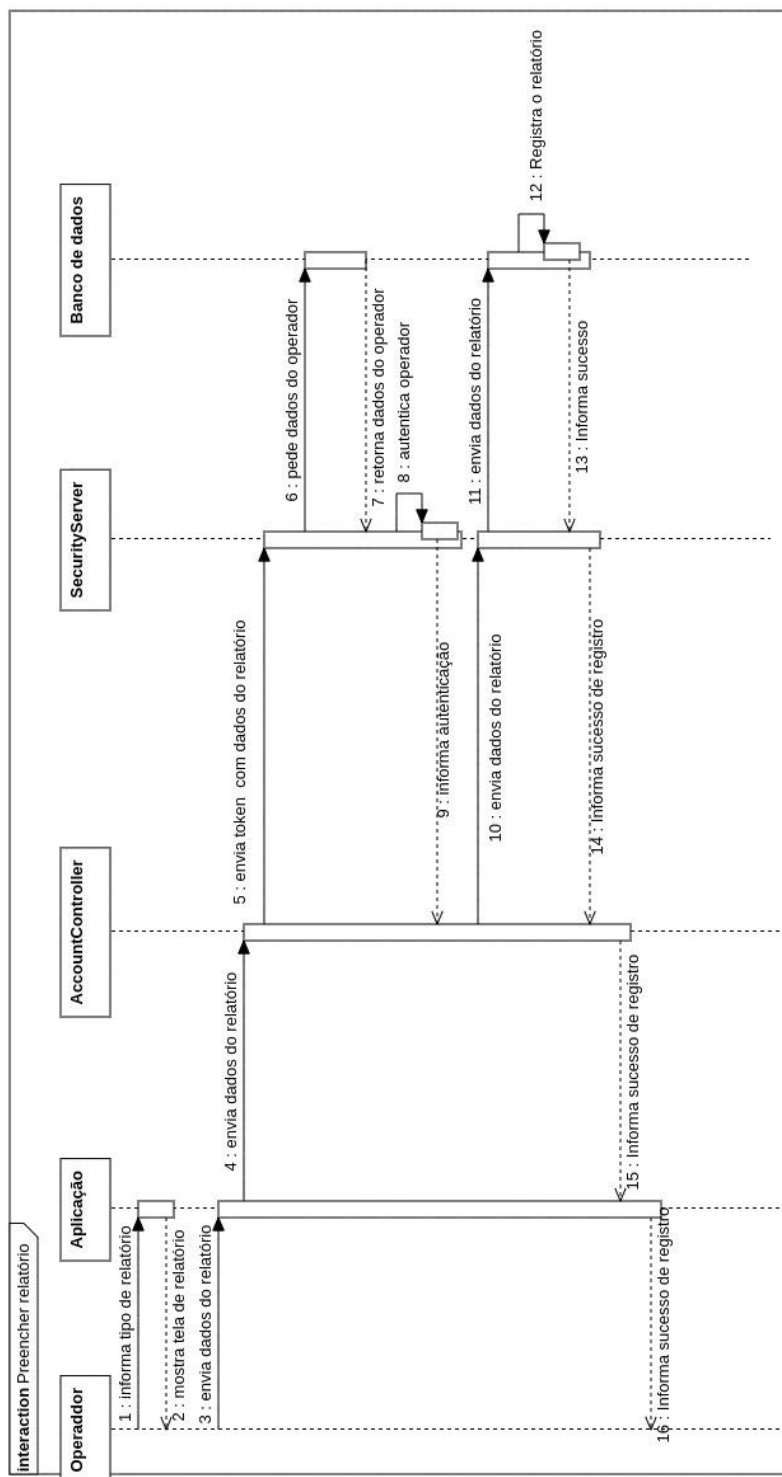 interaction Preencher relatório
Operaddor
Aplicação
AccountController
SecurityServer
Banco de dados
1 : informa tipo de relatório
2 : mostra tela de relatório
3 : envia dados do relatório
4 : envia dados do relatório
5 : envia token com dados do relatório
6 : pede dados do operador
7 : retorna dados do operador
8 : autentica operador
9 : informa autenticação
10 : envia dados do relatório
11 : envia dados do relatório
12 : Registra o relatório
13 : Informa sucesso
14 : Informa sucesso de registro
15 : Informa sucesso de registro
16 : Informa sucesso de registro